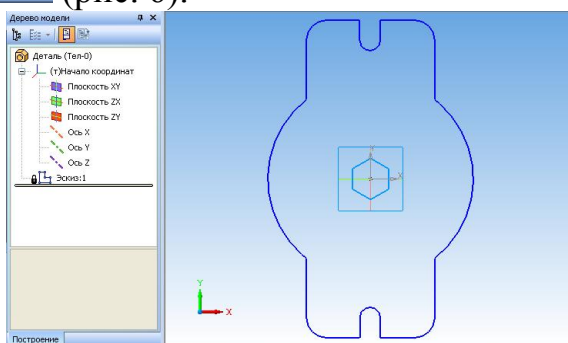 (рис. 6).
Дерево модели
Деталь (Тел-0)
(т)Начало координат
Плоскость XY
Плоскость ZX
Плоскость ZY
Ось X
Ось Y
Ось Z
Эскиз:1
Построение
Y
X
Y
X